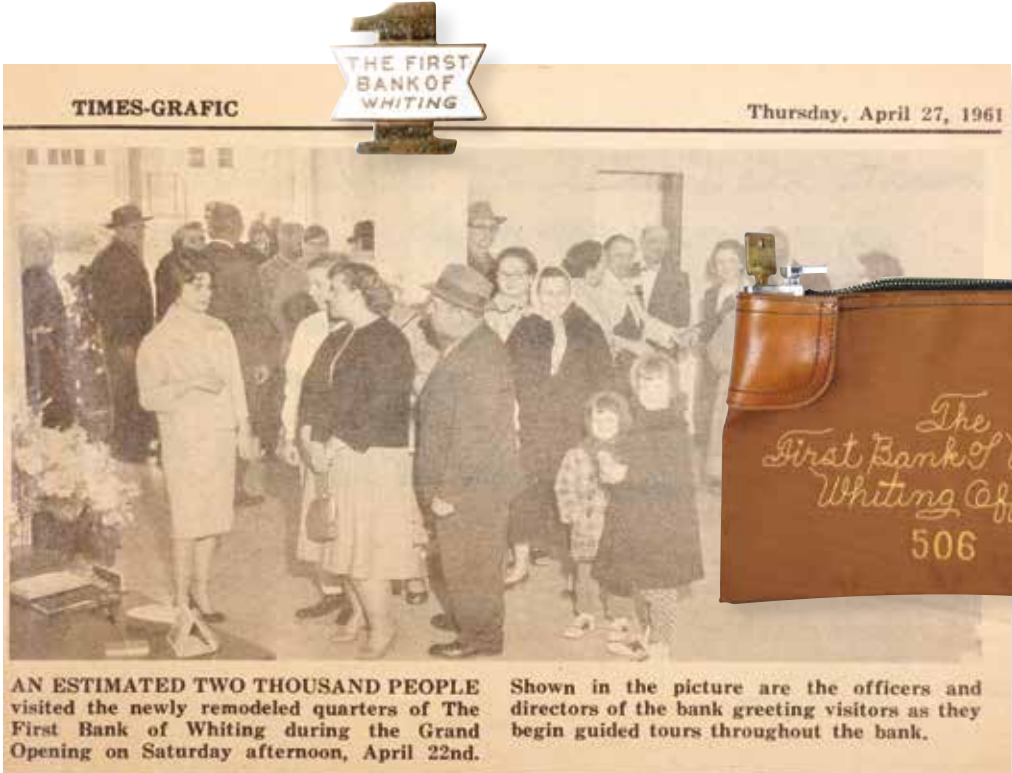 1
THE FIRST
BANK OF
WHITING
TIMES-GRAFIC
Thursday, April 27, 1961
The
First Bank Of
Whiting
506
AN ESTIMATED TWO THOUSAND PEOPLE
visited the newly remodeled quarters of The
First Bank of Whiting during the Grand
Opening on Saturday afternoon, April 22nd.
Shown in the picture are the officers and
directors of the bank greeting visitors as they
begin guided tours throughout the bank.